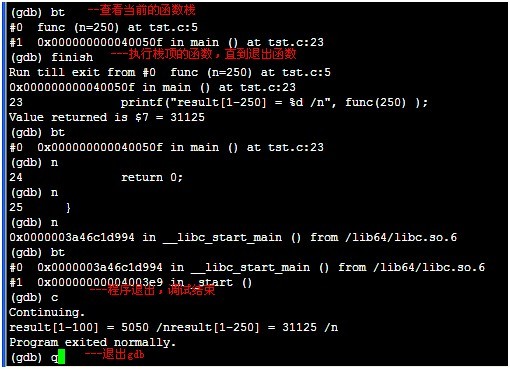 (gdb) bt --查看当前的函数栈
#0  func (n=250) at tst.c:5
#1  0x000000000040050f in main () at tst.c:23
(gdb) finish ---执行栈顶的函数，直到退出函数
Run till exit from #0  func (n=250) at tst.c:5
0x000000000040050f in main () at tst.c:23
23              printf("result[1-250] = %d /n", func(250) );
Value returned is $7 = 31125
(gdb) bt
#0  0x000000000040050f in main () at tst.c:23
(gdb) n
24              return 0;
(gdb) n
25      }
(gdb) n
0x0000003a46c1d994 in __libc_start_main () from /lib64/libc.so.6
(gdb) bt
#0  0x0000003a46c1d994 in __libc_start_main () from /lib64/libc.so.6
#1  0x00000000004003e9 in _start ()
(gdb) c ---程序退出，调试结束
Continuing.
result[1-100] = 5050 /nresult[1-250] = 31125 /n
Program exited normally.
(gdb) q ---退出gdb